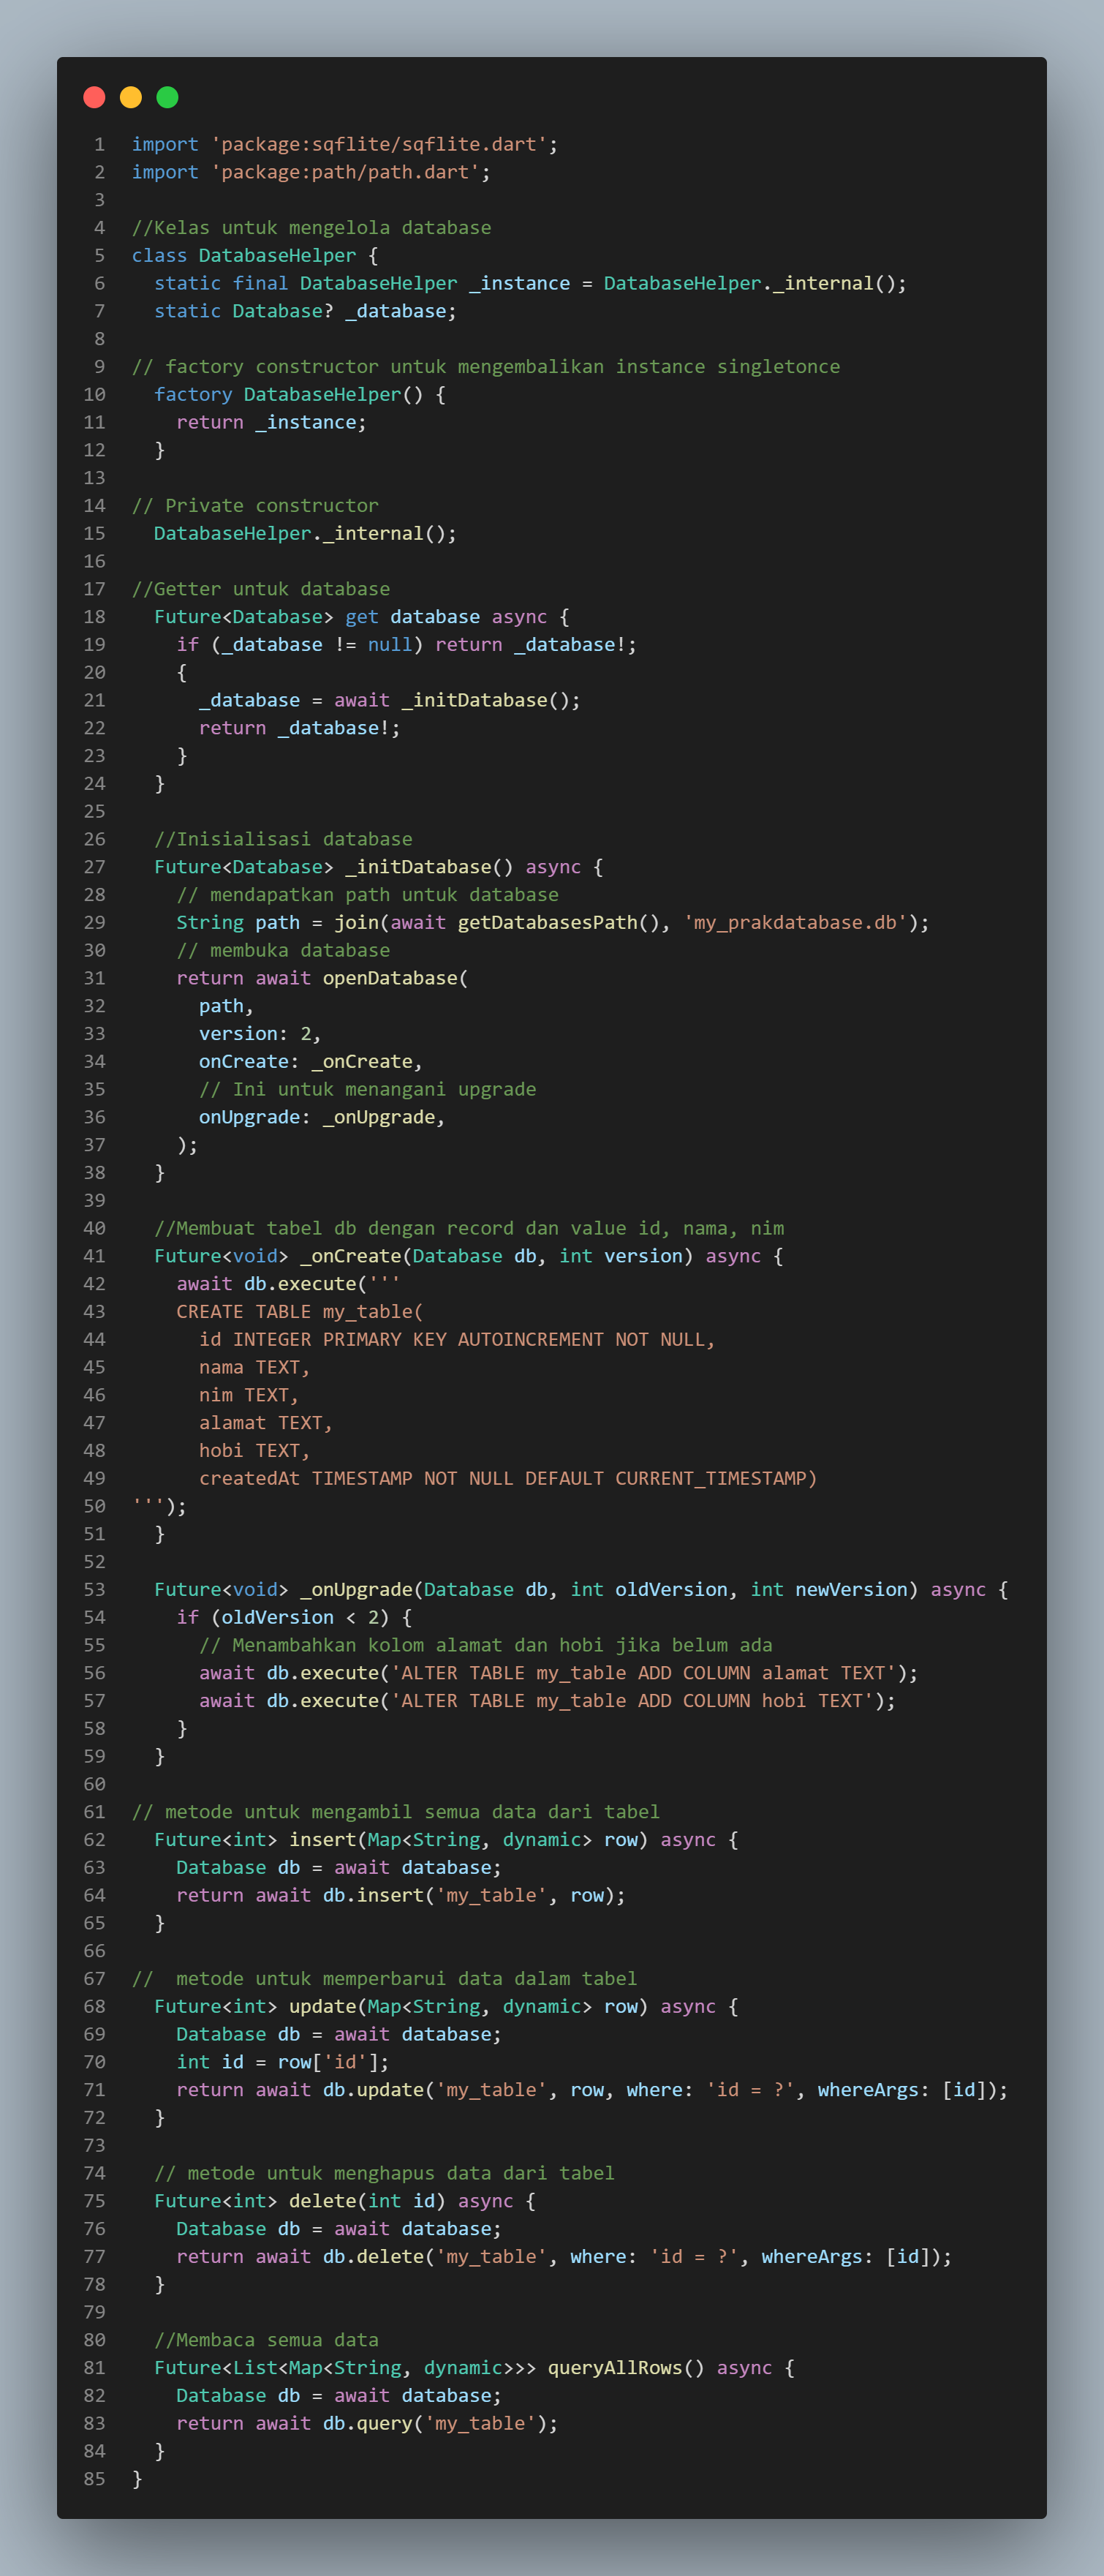 1 import 'package:sqflite/sqflite.dart';
2 import 'package:path/path.dart';
3
4 //Kelas untuk mengelola database
5 class DatabaseHelper {
6   static final DatabaseHelper _instance = DatabaseHelper._internal();
7   static Database? _database;
8
9 // factory constructor untuk mengembalikan instance singletonce
10   factory DatabaseHelper() {
11     return _instance;
12   }
13
14 // Private constructor
15   DatabaseHelper._internal();
16
17 //Getter untuk database
18   Future<Database> get database async {
19     if (_database != null) return _database!;
20     {
21       _database = await _initDatabase();
22       return _database!;
23     }
24   }
25
26   //Inisialisasi database
27   Future<Database> _initDatabase() async {
28     // mendapatkan path untuk database
29     String path = join(await getDatabasesPath(), 'my_prakdatabase.db');
30     // membuka database
31     return await openDatabase(
32       path,
33       version: 2,
34       onCreate: _onCreate,
35       // Ini untuk menangani upgrade
36       onUpgrade: _onUpgrade,
37     );
38   }
39
40   //Membuat tabel db dengan record dan value id, nama, nim
41   Future<void> _onCreate(Database db, int version) async {
42     await db.execute('''
43     CREATE TABLE my_table(
44       id INTEGER PRIMARY KEY AUTOINCREMENT NOT NULL,
45       nama TEXT,
46       nim TEXT,
47       alamat TEXT,
48       hobi TEXT,
49       createdAt TIMESTAMP NOT NULL DEFAULT CURRENT_TIMESTAMP)
50 ''');
51   }
52
53   Future<void> _onUpgrade(Database db, int oldVersion, int newVersion) async {
54     if (oldVersion < 2) {
55       // Menambahkan kolom alamat dan hobi jika belum ada
56       await db.execute('ALTER TABLE my_table ADD COLUMN alamat TEXT');
57       await db.execute('ALTER TABLE my_table ADD COLUMN hobi TEXT');
58     }
59   }
60
61 // metode untuk mengambil semua data dari tabel
62   Future<int> insert(Map<String, dynamic> row) async {
63     Database db = await database;
64     return await db.insert('my_table', row);
65   }
66
67 //  metode untuk memperbarui data dalam tabel
68   Future<int> update(Map<String, dynamic> row) async {
69     Database db = await database;
70     int id = row['id'];
71     return await db.update('my_table', row, where: 'id = ?', whereArgs: [id]);
72   }
73
74   // metode untuk menghapus data dari tabel
75   Future<int> delete(int id) async {
76     Database db = await database;
77     return await db.delete('my_table', where: 'id = ?', whereArgs: [id]);
78   }
79
80   //Membaca semua data
81   Future<List<Map<String, dynamic>>> queryAllRows() async {
82     Database db = await database;
83     return await db.query('my_table');
84   }
85 }